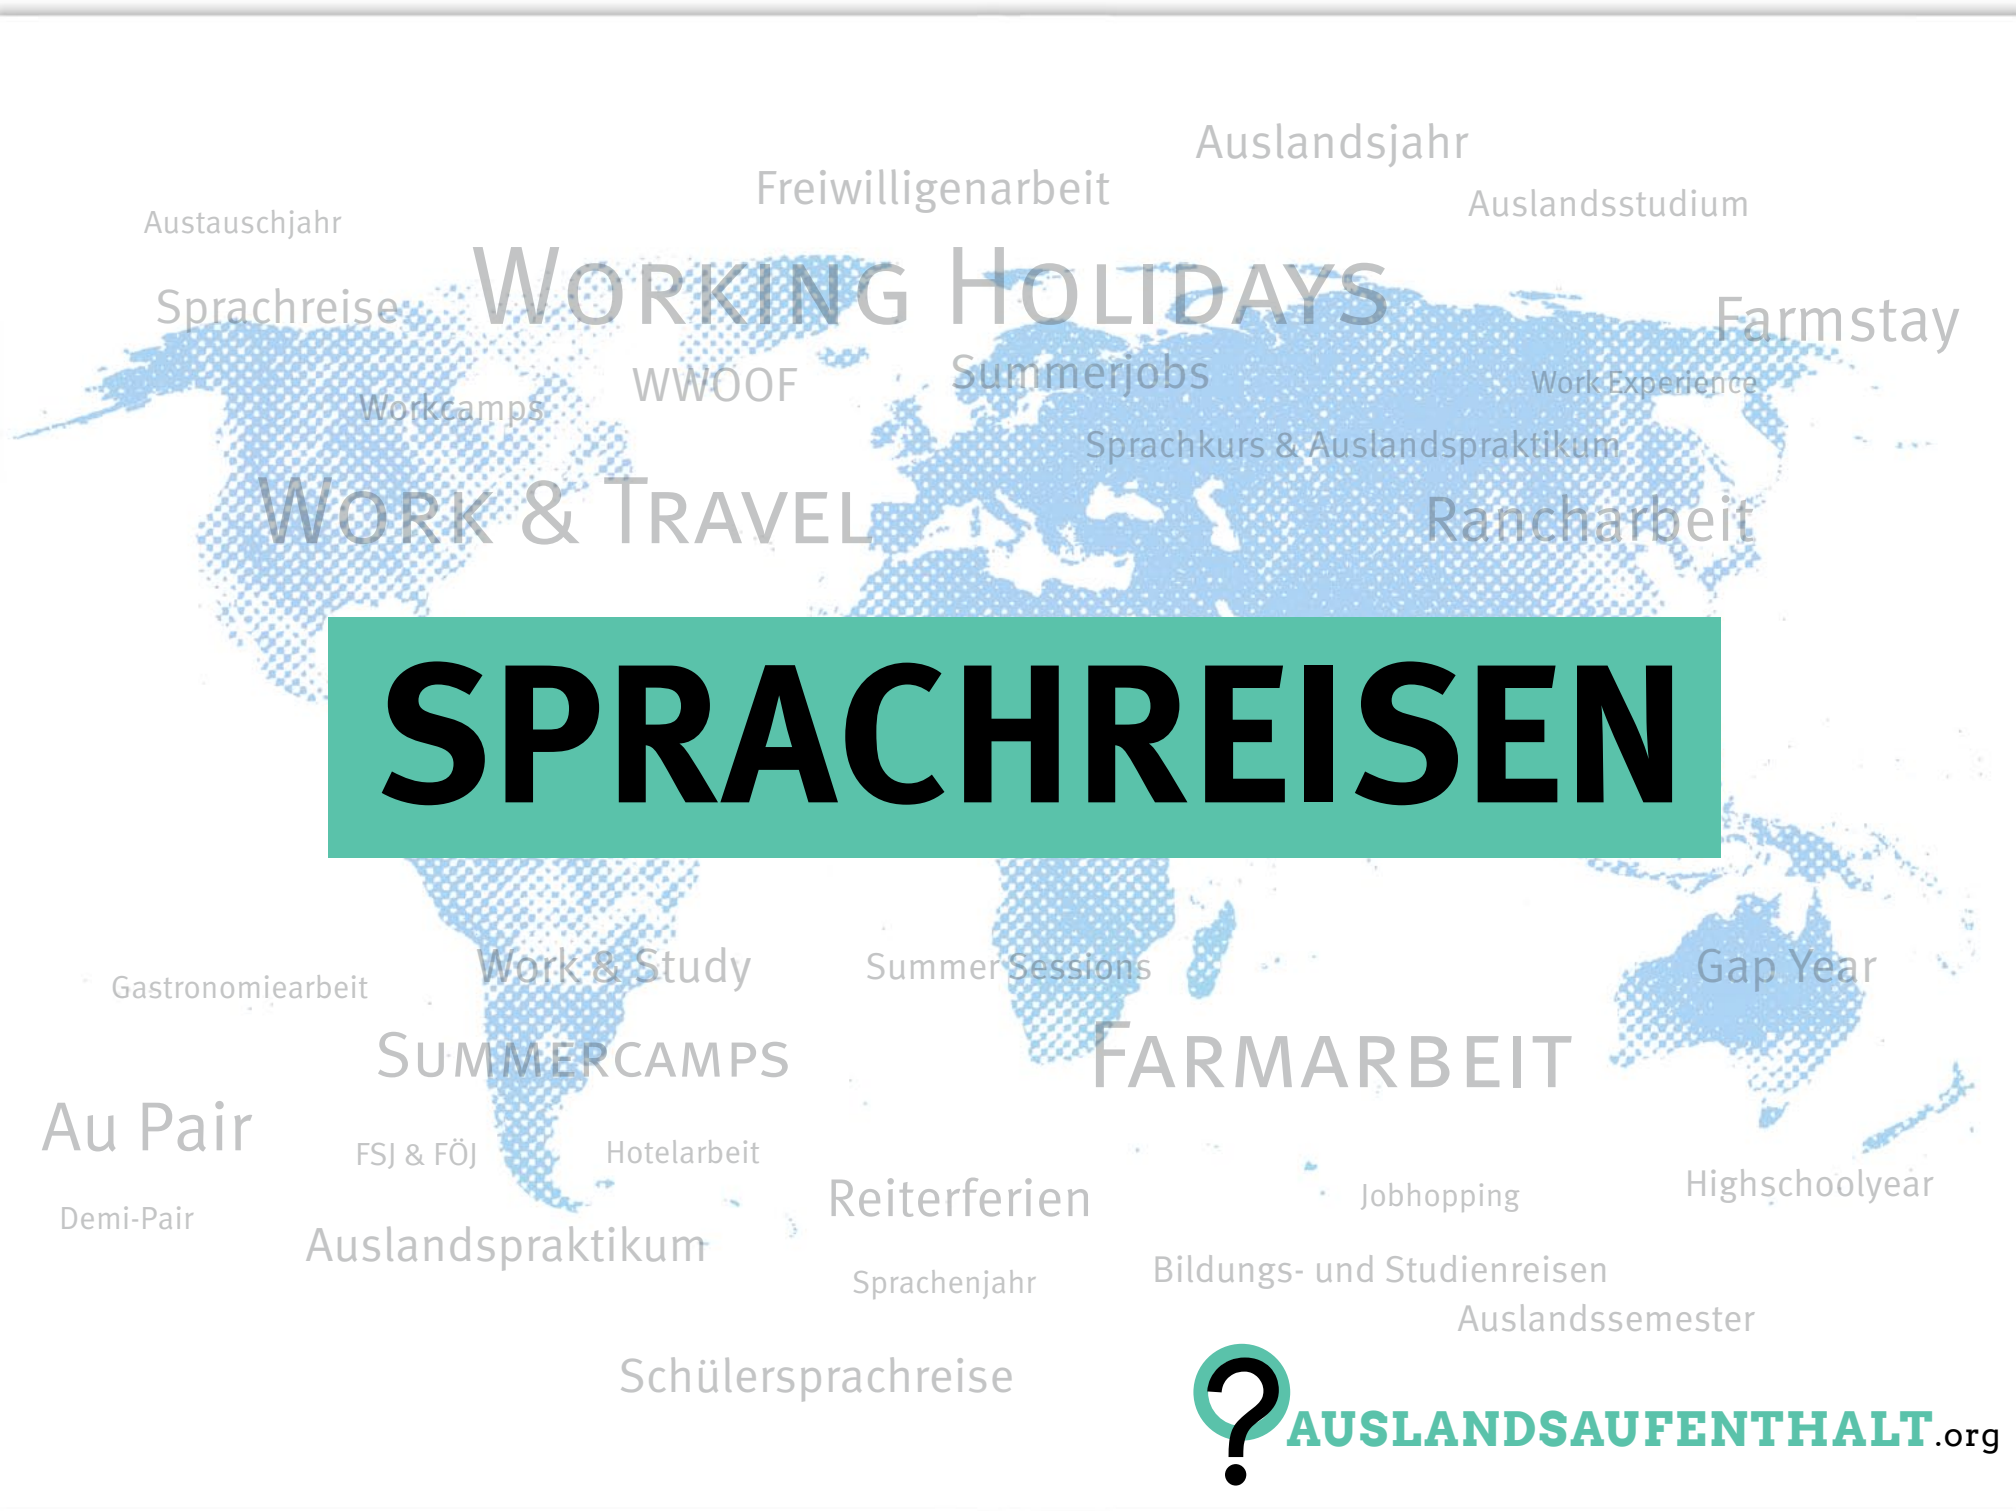 Auslandsjahr
Freiwilligenarbeit
Auslandsstudium
Austauschjahr
WORKING HOLIDAYS
Sprachreise
Farmstay
Summerjobs
WWOOF
Work Experience
Workcamps
Sprachkurs & Auslandspraktikum
WORK & TRAVEL
Rancharbeit
SPRACHREISEN
Work & Study
Summer Sessions
Gap Year
Gastronomiearbeit
SUMMERCAMPS
FARMARBEIT
Au Pair
FSJ & FÖJ
Hotelarbeit
Highschoolyear
Reiterferien
Jobhopping
Demi-Pair
Auslandspraktikum
Bildungs- und Studienreisen
Sprachenjahr
Auslandssemester
Schülersprachreise
?AUSLANDSAUFENTHALT.org